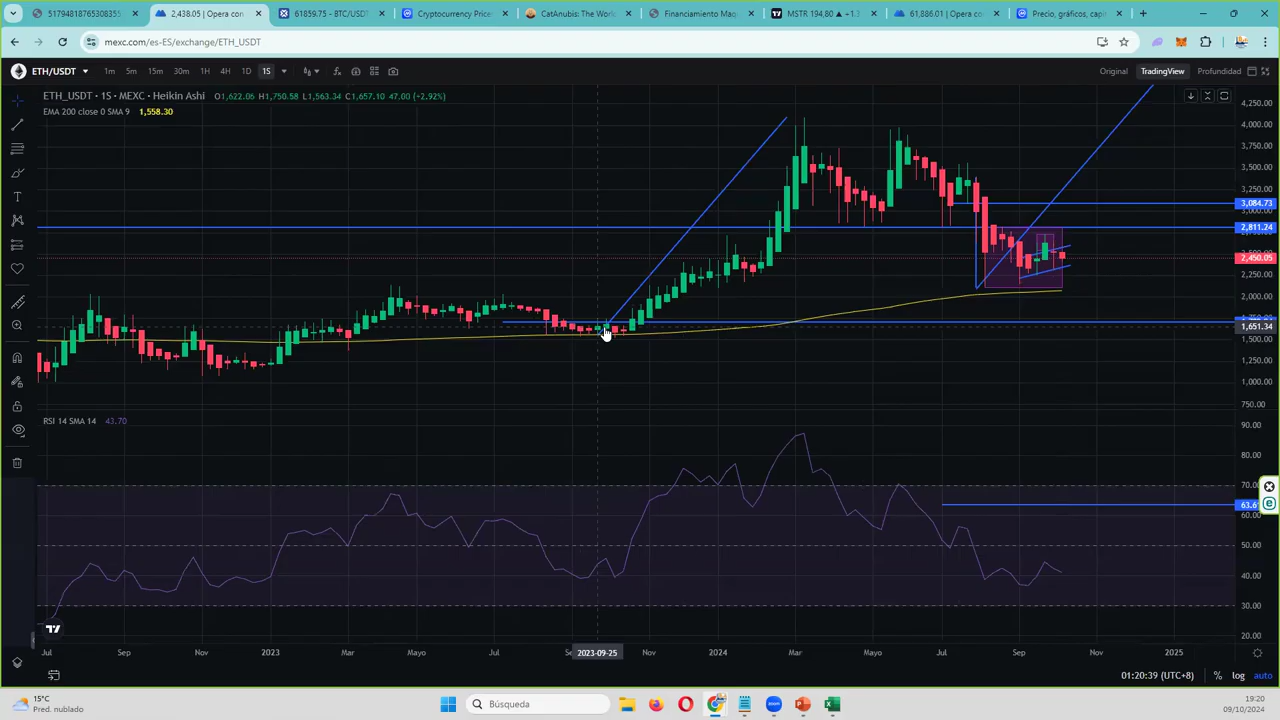 51794818765308355
2,438.05 | Opera con
61859.75 - BTC/USDT
Cryptocurrency Price
CatAnubis: The World
Financiamiento Maq
MSTR 194,80 ▲ +1.3
61,886.01 | Opera co
Precio, gráficos, capi
mexc.com/es-ES/exchange/ETH_USDT
ETH/USDT 1m 5m 15m 30m 1H 4H 1D 1S
Original TradingView Profundidad
ETH_USDT · 1S · MEXC · Heikin Ashi O1,622.06 H1,750.58 L1,563.34 C1,657.10 47.00 (+2.92%)
EMA 200 close 0 SMA 9 1,558.30
4,250.00
4,000.00
3,750.00
3,500.00
3,250.00
3,084.73
3,000.00
2,811.24
2,450.05
2,250.00
2,000.00
1,651.34
1,500.00
1,250.00
1,000.00
750.00
RSI 14 SMA 14 43.70
90.00
80.00
70.00
63.6
60.00
50.00
40.00
30.00
20.00
Jul Sep Nov 2023 Mar Mayo Jul Se 2023-09-25 Nov 2024 Mar Mayo Jul Sep Nov 2025
01:20:39 (UTC+8) % log auto
15°C
Pred. nublado
Búsqueda
19:20
09/10/2024